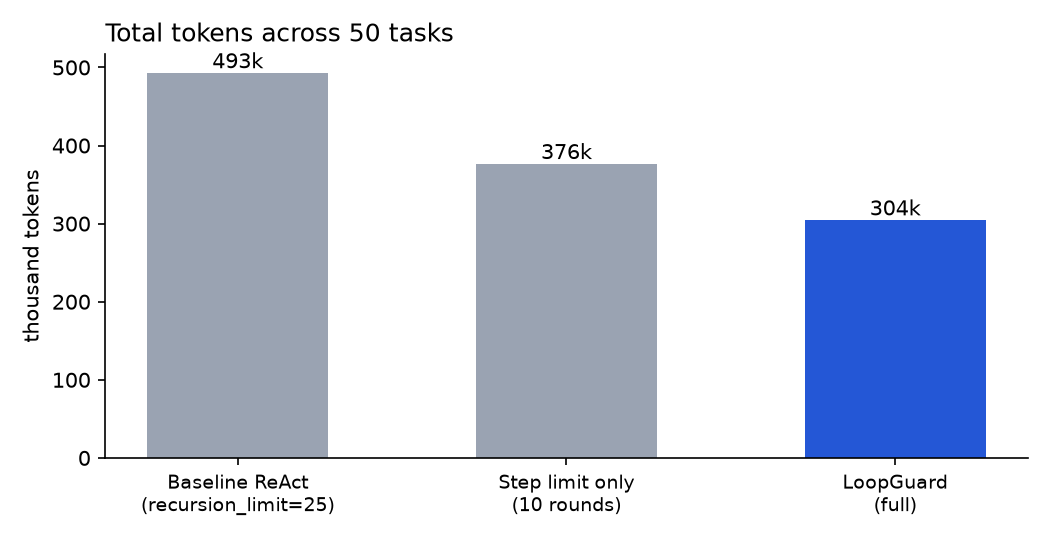 Total tokens across 50 tasks
thousand tokens
500
400
300
200
100
0
493k
376k
304k
Baseline ReAct
(recursion_limit=25)
Step limit only
(10 rounds)
LoopGuard
(full)